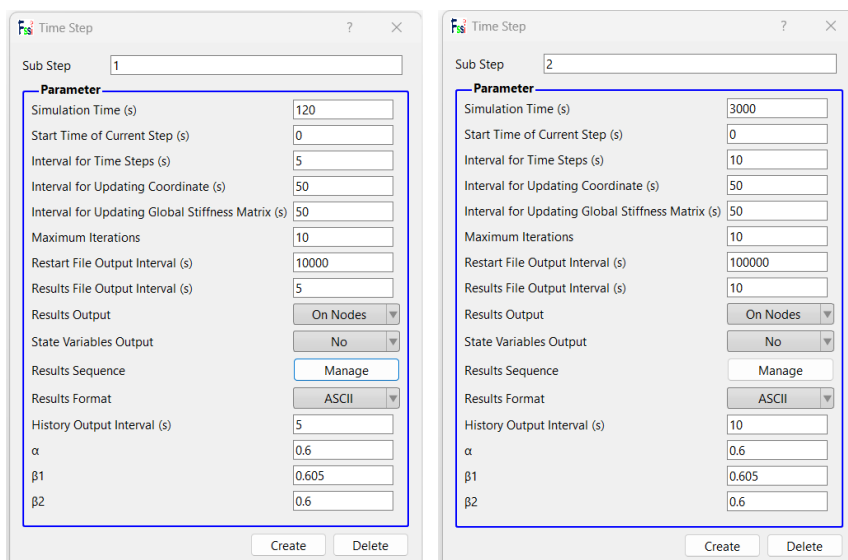 Fssi Time Step ? ×
Sub Step 1
Parameter
Simulation Time (s) 120
Start Time of Current Step (s) 0
Interval for Time Steps (s) 5
Interval for Updating Coordinate (s) 50
Interval for Updating Global Stiffness Matrix (s) 50
Maximum Iterations 10
Restart File Output Interval (s) 10000
Results File Output Interval (s) 5
Results Output On Nodes
State Variables Output No
Results Sequence Manage
Results Format ASCII
History Output Interval (s) 5
α 0.6
β1 0.605
β2 0.6
Create Delete
Fssi Time Step ? ×
Sub Step 2
Parameter
Simulation Time (s) 3000
Start Time of Current Step (s) 0
Interval for Time Steps (s) 10
Interval for Updating Coordinate (s) 50
Interval for Updating Global Stiffness Matrix (s) 50
Maximum Iterations 10
Restart File Output Interval (s) 100000
Results File Output Interval (s) 10
Results Output On Nodes
State Variables Output No
Results Sequence Manage
Results Format ASCII
History Output Interval (s) 10
α 0.6
β1 0.605
β2 0.6
Create Delete